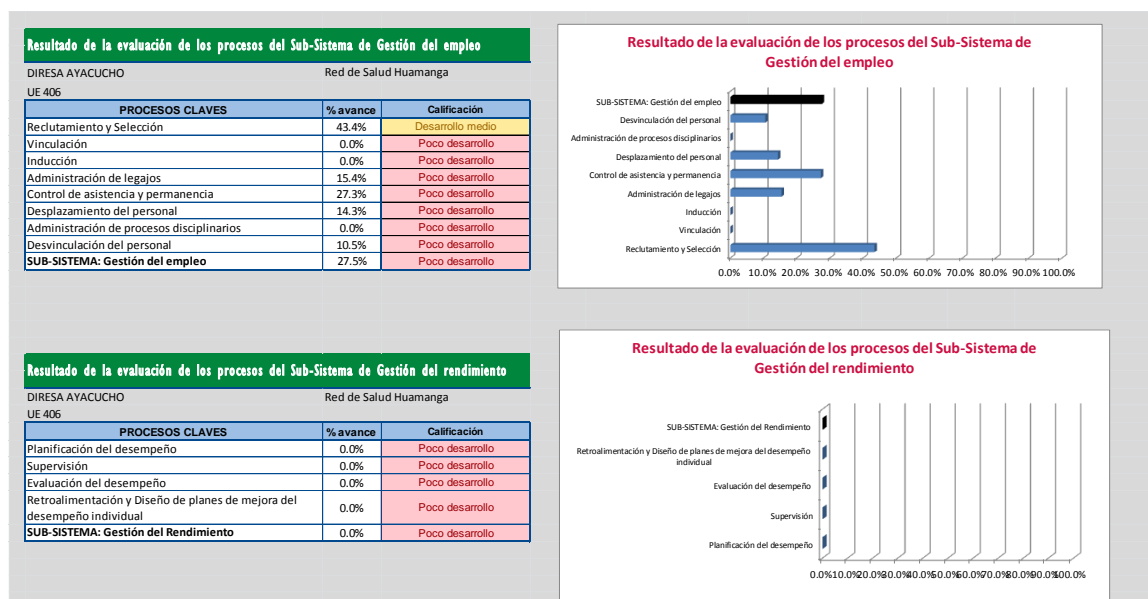 Resultado de la evaluación de los procesos del Sub-Sistema de Gestión del empleo
DIRESA AYACUCHO Red de Salud Huamanga
UE 406
PROCESOS CLAVES % avance Calificación
Reclutamiento y Selección 43.4% Desarrollo medio
Vinculación 0.0% Poco desarrollo
Inducción 0.0% Poco desarrollo
Administración de legajos 15.4% Poco desarrollo
Control de asistencia y permanencia 27.3% Poco desarrollo
Desplazamiento del personal 14.3% Poco desarrollo
Administración de procesos disciplinarios 0.0% Poco desarrollo
Desvinculación del personal 10.5% Poco desarrollo
SUB-SISTEMA: Gestión del empleo 27.5% Poco desarrollo
Resultado de la evaluación de los procesos del Sub-Sistema de
Gestión del empleo
SUB-SISTEMA: Gestión del empleo
Desvinculación del personal
Administración de procesos disciplinarios
Desplazamiento del personal
Control de asistencia y permanencia
Administración de legajos
Inducción
Vinculación
Reclutamiento y Selección
0.0% 10.0% 20.0% 30.0% 40.0% 50.0% 60.0% 70.0% 80.0% 90.0% 100.0%
Resultado de la evaluación de los procesos del Sub-Sistema de Gestión del rendimiento
DIRESA AYACUCHO Red de Salud Huamanga
UE 406
PROCESOS CLAVES % avance Calificación
Planificación del desempeño 0.0% Poco desarrollo
Supervisión 0.0% Poco desarrollo
Evaluación del desempeño 0.0% Poco desarrollo
Retroalimentación y Diseño de planes de mejora del
desempeño individual 0.0% Poco desarrollo
SUB-SISTEMA: Gestión del Rendimiento 0.0% Poco desarrollo
Resultado de la evaluación de los procesos del Sub-Sistema de
Gestión del rendimiento
SUB-SISTEMA: Gestión del Rendimiento
Retroalimentación y Diseño de planes de mejora del desempeño
individual
Evaluación del desempeño
Supervisión
Planificación del desempeño
0.0% 10.0% 20.0% 30.0% 40.0% 50.0% 60.0% 70.0% 80.0% 90.0% 100.0%